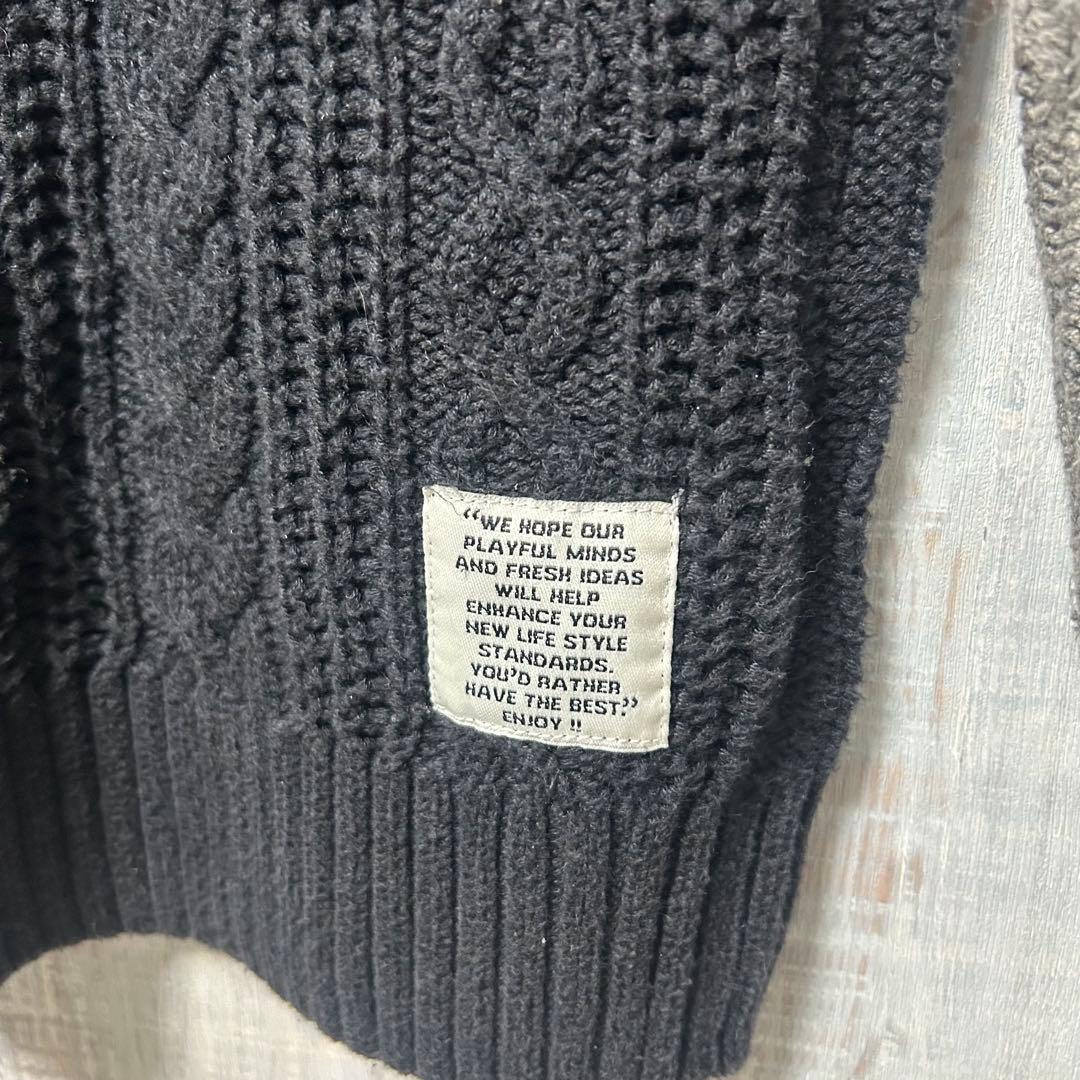 “WE HOPE OUR
PLAYFUL MINDS
AND FRESH IDEAS
WILL HELP
ENHANCE YOUR
NEW LIFE STYLE
STANDARDS.
YOU’D RATHER
HAVE THE BEST.”
ENJOY !!